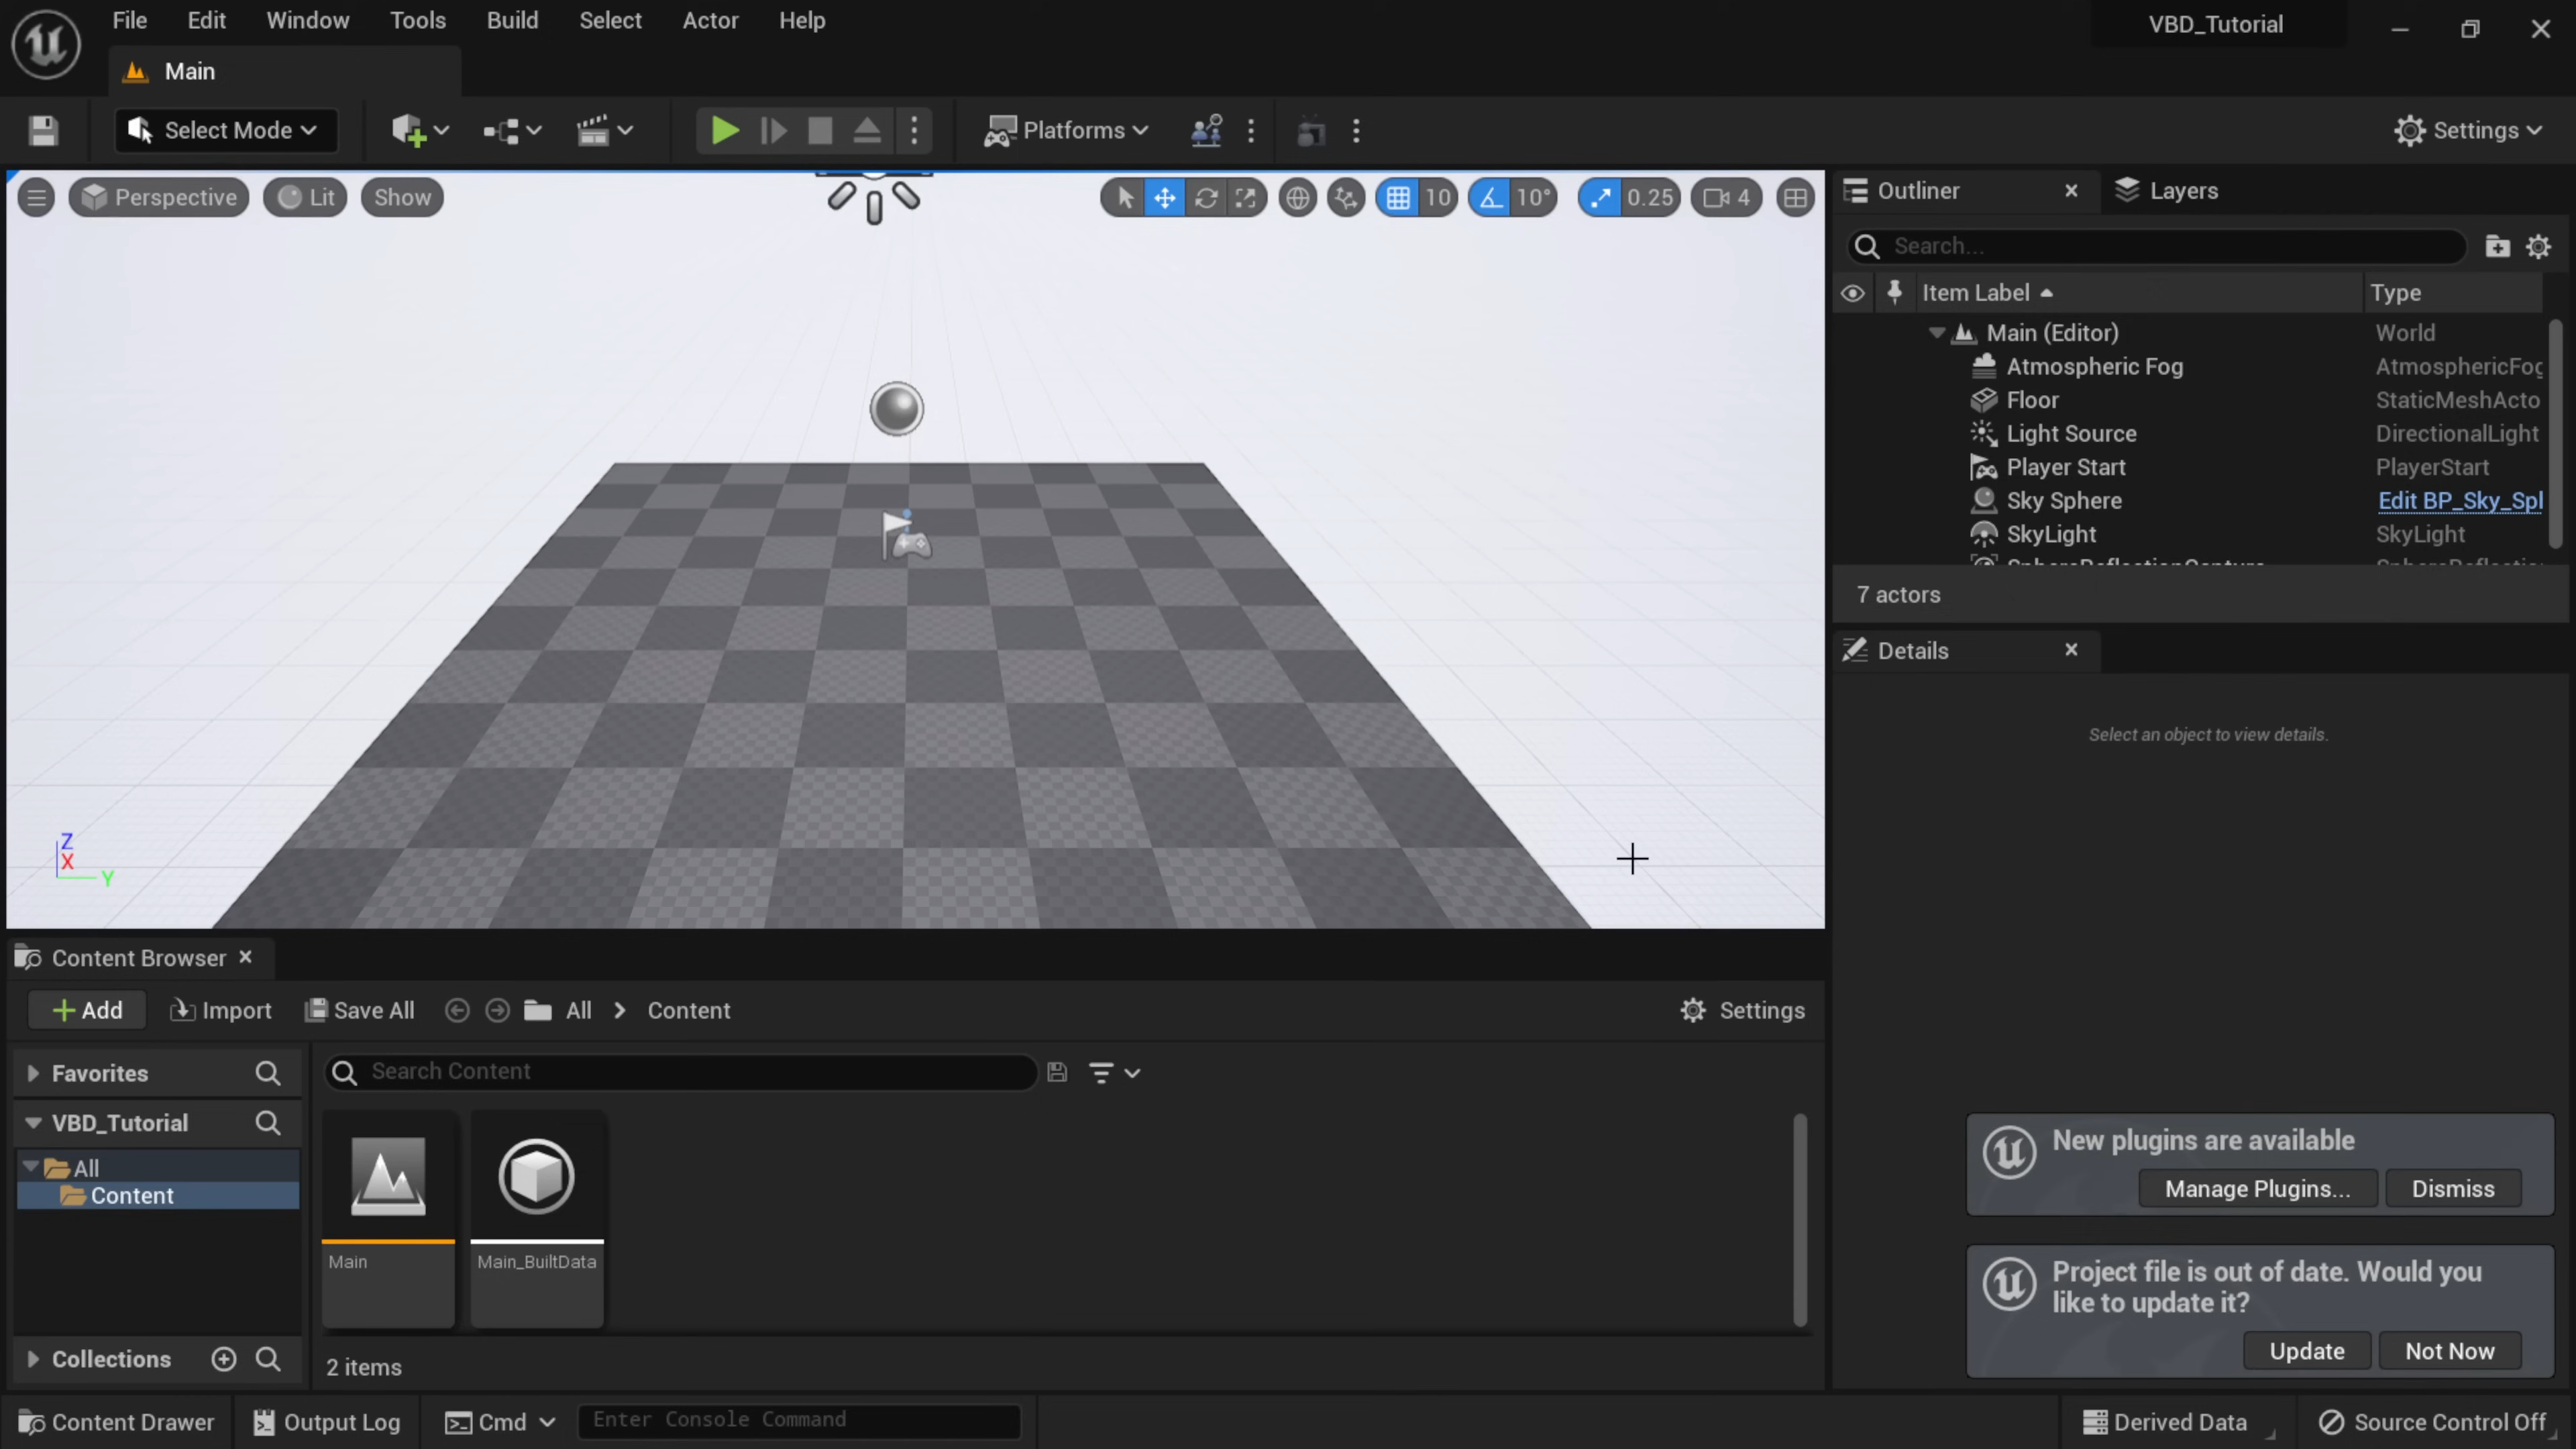 File Edit Window Tools Build Select Actor Help
VBD_Tutorial
Main
Select Mode
Platforms
Settings
Perspective Lit Show
10 10° 0.25 4
Outliner Layers
Search...
Item Label Type
Main (Editor) World
Atmospheric Fog AtmosphericFog
Floor StaticMeshActo
Light Source DirectionalLight
Player Start PlayerStart
Sky Sphere Edit BP_Sky_Spl
SkyLight SkyLight
7 actors
Details
Select an object to view details.
Z
X
Y
Content Browser
Add Import Save All All > Content Settings
Favorites
Search Content
VBD_Tutorial
All
Content
Main
Main_BuiltData
Collections
2 items
New plugins are available
Manage Plugins... Dismiss
Project file is out of date. Would you
like to update it?
Update Not Now
Content Drawer Output Log Cmd Enter Console Command Derived Data Source Control Off